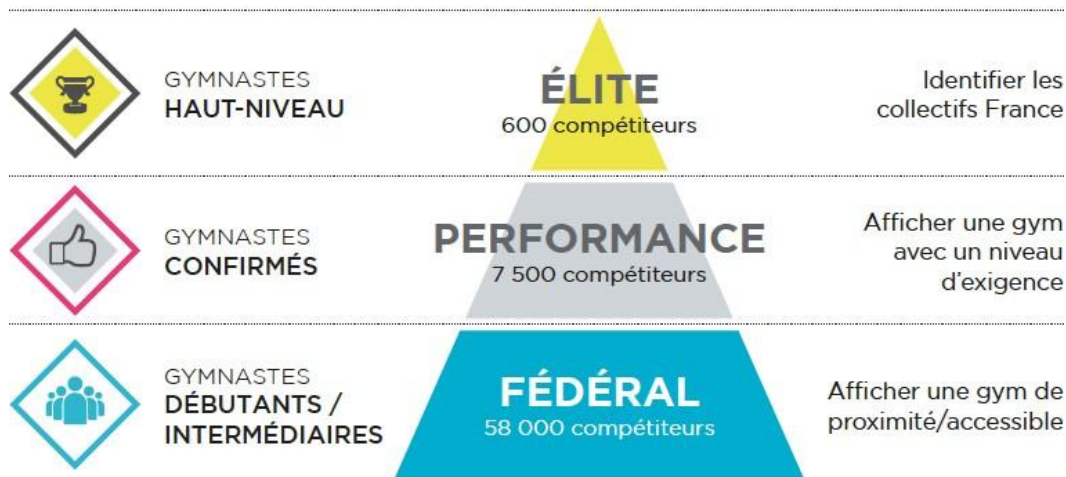 GYMNASTES
HAUT-NIVEAU
ÉLITE
600 compétiteurs
Identifier les
collectifs France
GYMNASTES
CONFIRMÉS
PERFORMANCE
7 500 compétiteurs
Afficher une gym
avec un niveau
d'exigence
GYMNASTES
DÉBUTANTS /
INTERMÉDIAIRES
FÉDÉRAL
58 000 compétiteurs
Afficher une gym de
proximité/accessible